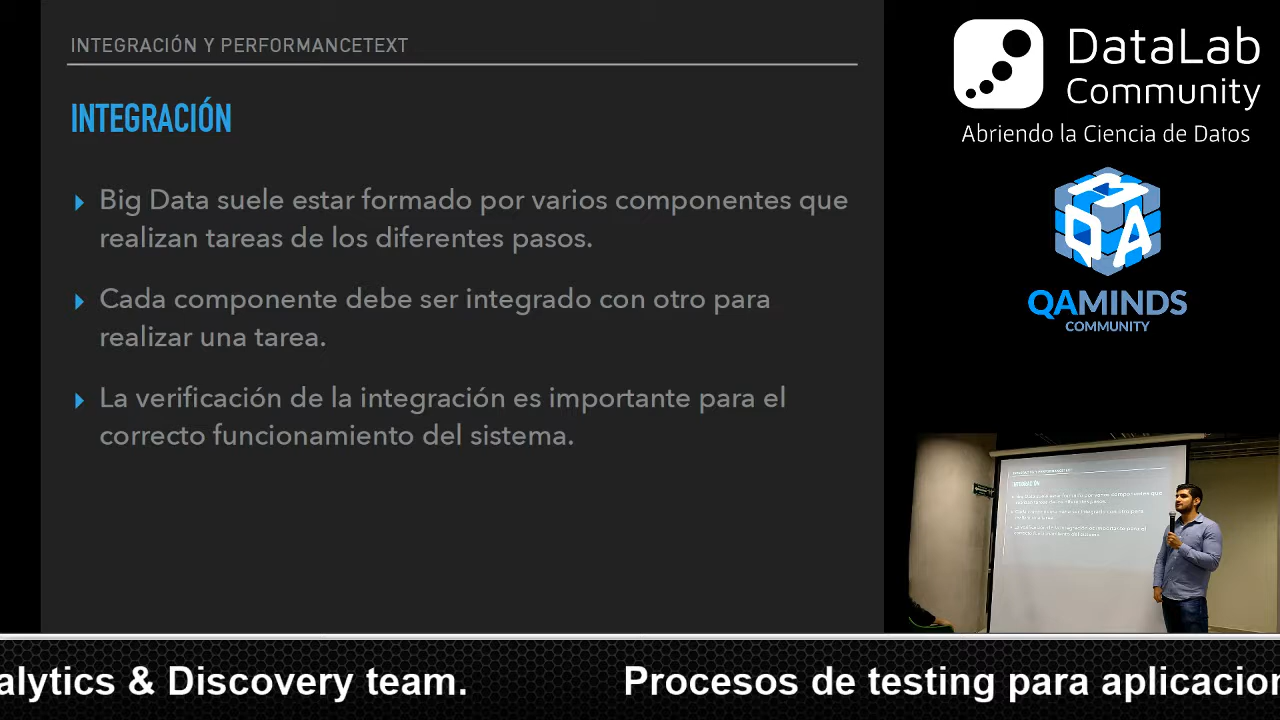 INTEGRACIÓN Y PERFORMANCETEXT
INTEGRACIÓN
Big Data suele estar formado por varios componentes que
realizan tareas de los diferentes pasos.
Cada componente debe ser integrado con otro para
realizar una tarea.
La verificación de la integración es importante para el
correcto funcionamiento del sistema.
DataLab
Community
Abriendo la Ciencia de Datos
QA
QAMINDS
COMMUNITY
alytics & Discovery team.
Procesos de testing para aplicacion